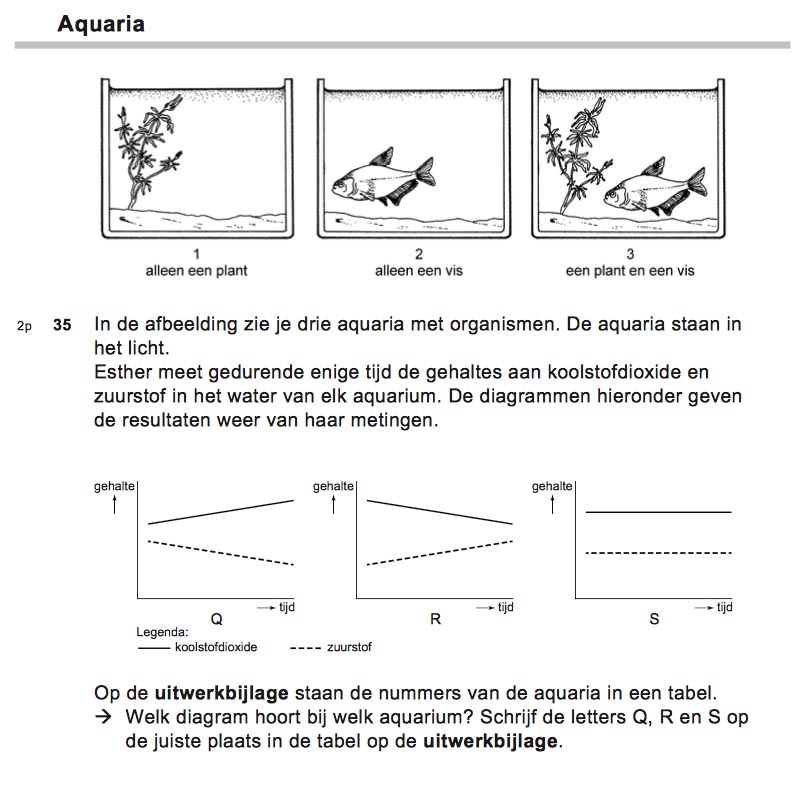 Aquaria
1
alleen een plant
2
alleen een vis
3
een plant en een vis
2p 35 In de afbeelding zie je drie aquaria met organismen. De aquaria staan in
het licht.
Esther meet gedurende enige tijd de gehaltes aan koolstofdioxide en
zuurstof in het water van elk aquarium. De diagrammen hieronder geven
de resultaten weer van haar metingen.
gehalte
tijd
Q
gehalte
tijd
R
gehalte
tijd
S
Legenda:
koolstofdioxide
zuurstof
Op de uitwerkbijlage staan de nummers van de aquaria in een tabel.
→ Welk diagram hoort bij welk aquarium? Schrijf de letters Q, R en S op
de juiste plaats in de tabel op de uitwerkbijlage.